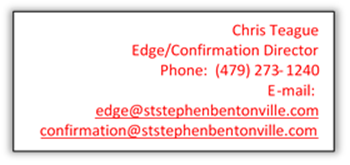 Chris Teague
Edge/Confirmation Director
Phone:  (479) 273-1240
E-mail:
edge@ststephenbentonville.com
confirmation@ststephenbentonville.com